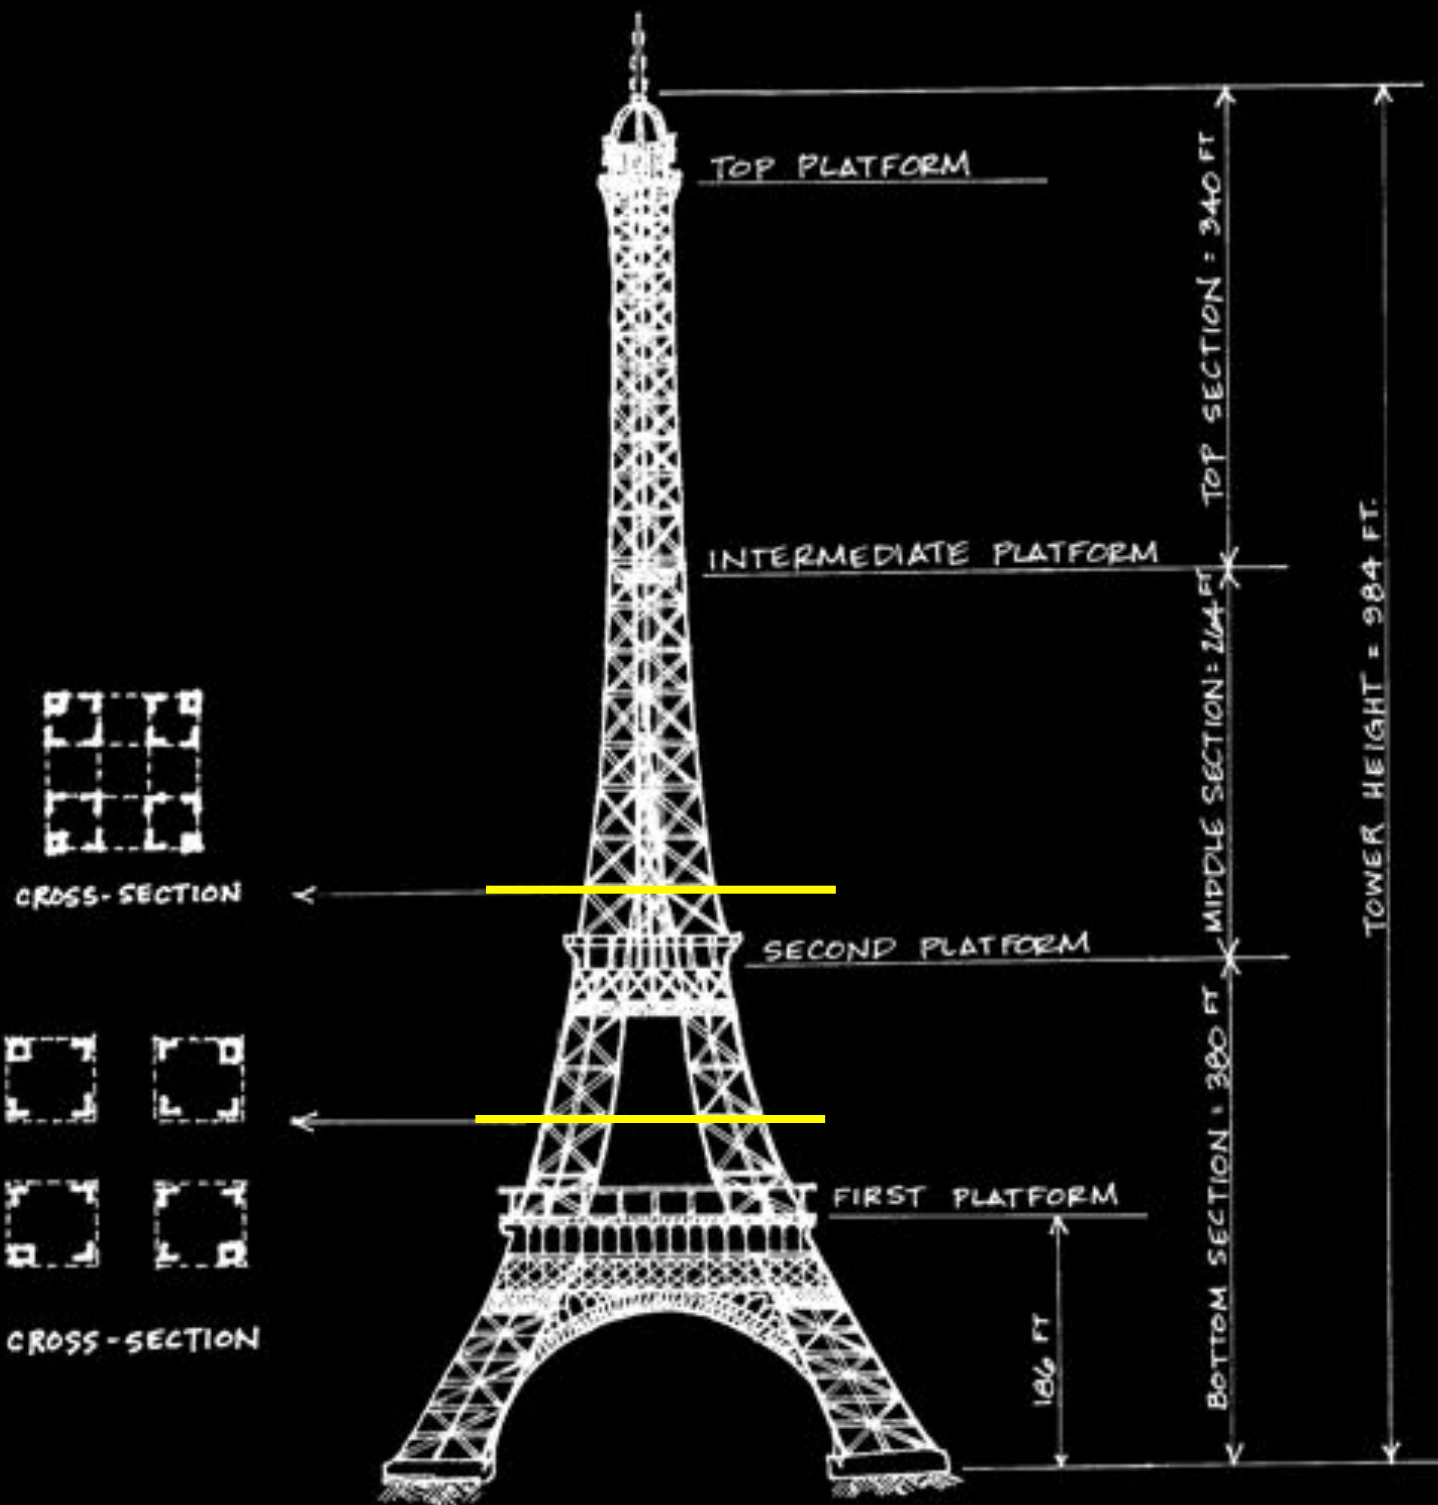 TOP PLATFORM
TOP SECTION = 340 FT
INTERMEDIATE PLATFORM
MIDDLE SECTION = 264 FT
TOWER HEIGHT = 984 FT.
CROSS-SECTION
SECOND PLATFORM
BOTTOM SECTION = 380 FT
FIRST PLATFORM
186 FT
CROSS-SECTION